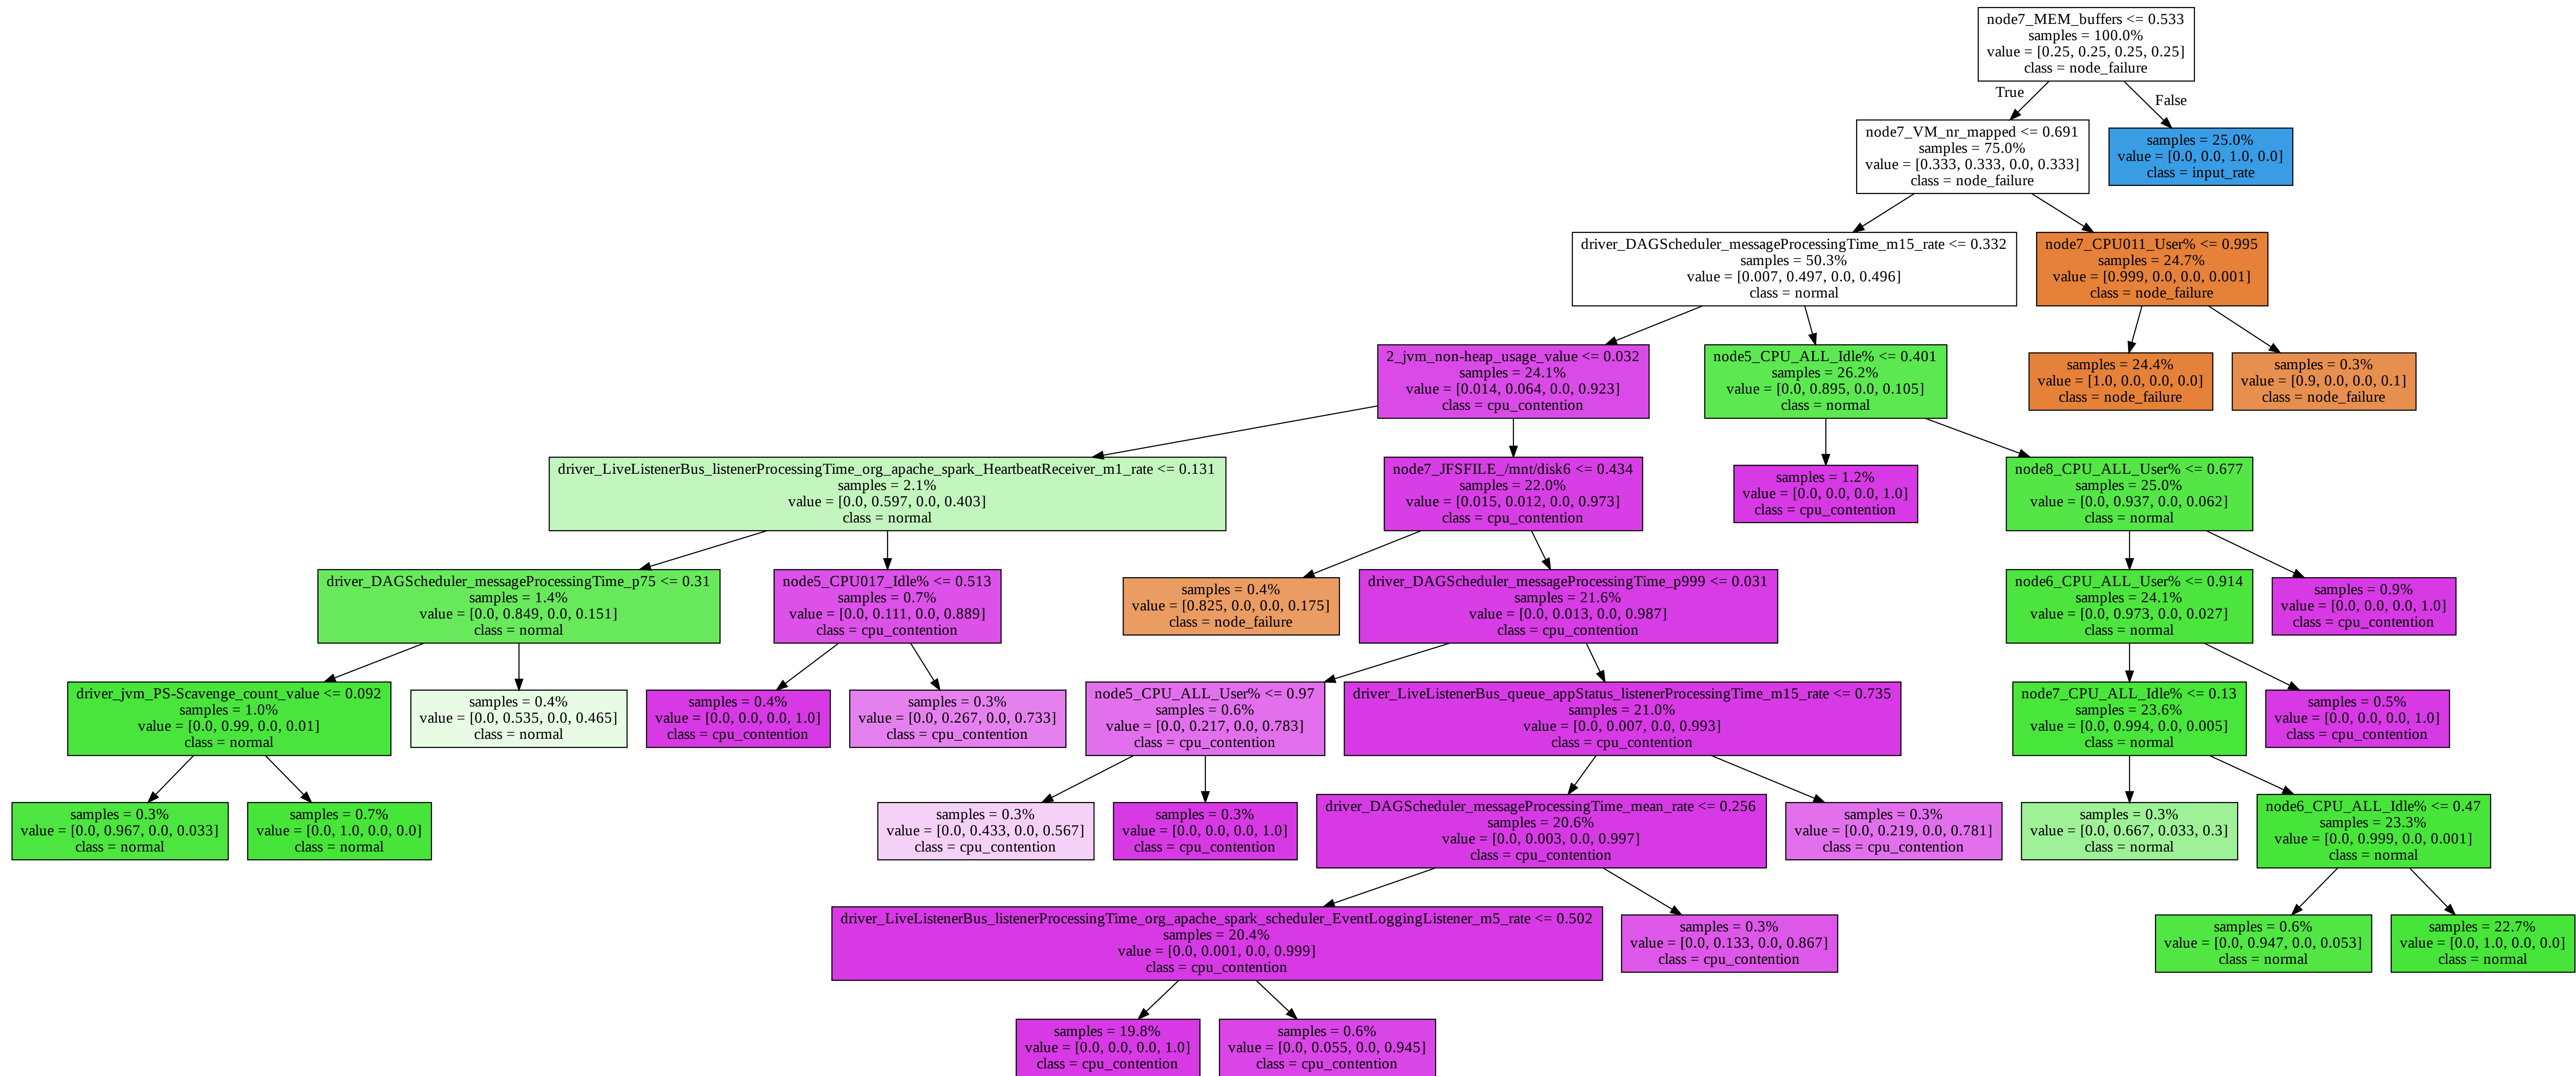 node7_MEM_buffers <= 0.533
samples = 100.0%
value = [0.25, 0.25, 0.25, 0.25]
class = node_failure
True
False
node7_VM_nr_mapped <= 0.691
samples = 75.0%
value = [0.333, 0.333, 0.0, 0.333]
class = node_failure
samples = 25.0%
value = [0.0, 0.0, 1.0, 0.0]
class = input_rate
driver_DAGScheduler_messageProcessingTime_m15_rate <= 0.332
samples = 50.3%
value = [0.007, 0.497, 0.0, 0.496]
class = normal
node7_CPU011_User% <= 0.995
samples = 24.7%
value = [0.999, 0.0, 0.0, 0.001]
class = node_failure
2_jvm_non-heap_usage_value <= 0.032
samples = 24.1%
value = [0.014, 0.064, 0.0, 0.923]
class = cpu_contention
node5_CPU_ALL_Idle% <= 0.401
samples = 26.2%
value = [0.0, 0.895, 0.0, 0.105]
class = normal
samples = 24.4%
value = [1.0, 0.0, 0.0, 0.0]
class = node_failure
samples = 0.3%
value = [0.9, 0.0, 0.0, 0.1]
class = node_failure
driver_LiveListenerBus_listenerProcessingTime_org_apache_spark_HeartbeatReceiver_m1_rate <= 0.131
samples = 2.1%
value = [0.0, 0.597, 0.0, 0.403]
class = normal
node7_JFSFILE_/mnt/disk6 <= 0.434
samples = 22.0%
value = [0.015, 0.012, 0.0, 0.973]
class = cpu_contention
samples = 1.2%
value = [0.0, 0.0, 0.0, 1.0]
class = cpu_contention
node8_CPU_ALL_User% <= 0.677
samples = 25.0%
value = [0.0, 0.937, 0.0, 0.062]
class = normal
driver_DAGScheduler_messageProcessingTime_p75 <= 0.31
samples = 1.4%
value = [0.0, 0.849, 0.0, 0.151]
class = normal
node5_CPU017_Idle% <= 0.513
samples = 0.7%
value = [0.0, 0.111, 0.0, 0.889]
class = cpu_contention
samples = 0.4%
value = [0.825, 0.0, 0.0, 0.175]
class = node_failure
driver_DAGScheduler_messageProcessingTime_p999 <= 0.031
samples = 21.6%
value = [0.0, 0.013, 0.0, 0.987]
class = cpu_contention
node6_CPU_ALL_User% <= 0.914
samples = 24.1%
value = [0.0, 0.973, 0.0, 0.027]
class = normal
samples = 0.9%
value = [0.0, 0.0, 0.0, 1.0]
class = cpu_contention
driver_jvm_PS-Scavenge_count_value <= 0.092
samples = 1.0%
value = [0.0, 0.99, 0.0, 0.01]
class = normal
samples = 0.4%
value = [0.0, 0.535, 0.0, 0.465]
class = normal
samples = 0.4%
value = [0.0, 0.0, 0.0, 1.0]
class = cpu_contention
samples = 0.3%
value = [0.0, 0.267, 0.0, 0.733]
class = cpu_contention
node5_CPU_ALL_User% <= 0.97
samples = 0.6%
value = [0.0, 0.217, 0.0, 0.783]
class = cpu_contention
driver_LiveListenerBus_queue_appStatus_listenerProcessingTime_m15_rate <= 0.735
samples = 21.0%
value = [0.0, 0.007, 0.0, 0.993]
class = cpu_contention
node7_CPU_ALL_Idle% <= 0.13
samples = 23.6%
value = [0.0, 0.994, 0.0, 0.005]
class = normal
samples = 0.5%
value = [0.0, 0.0, 0.0, 1.0]
class = cpu_contention
samples = 0.3%
value = [0.0, 0.967, 0.0, 0.033]
class = normal
samples = 0.7%
value = [0.0, 1.0, 0.0, 0.0]
class = normal
samples = 0.3%
value = [0.0, 0.433, 0.0, 0.567]
class = cpu_contention
samples = 0.3%
value = [0.0, 0.0, 0.0, 1.0]
class = cpu_contention
driver_DAGScheduler_messageProcessingTime_mean_rate <= 0.256
samples = 20.6%
value = [0.0, 0.003, 0.0, 0.997]
class = cpu_contention
samples = 0.3%
value = [0.0, 0.219, 0.0, 0.781]
class = cpu_contention
samples = 0.3%
value = [0.0, 0.667, 0.033, 0.3]
class = normal
node6_CPU_ALL_Idle% <= 0.47
samples = 23.3%
value = [0.0, 0.999, 0.0, 0.001]
class = normal
driver_LiveListenerBus_listenerProcessingTime_org_apache_spark_scheduler_EventLoggingListener_m5_rate <= 0.502
samples = 20.4%
value = [0.0, 0.001, 0.0, 0.999]
class = cpu_contention
samples = 0.3%
value = [0.0, 0.133, 0.0, 0.867]
class = cpu_contention
samples = 0.6%
value = [0.0, 0.947, 0.0, 0.053]
class = normal
samples = 22.7%
value = [0.0, 1.0, 0.0, 0.0]
class = normal
samples = 19.8%
value = [0.0, 0.0, 0.0, 1.0]
class = cpu_contention
samples = 0.6%
value = [0.0, 0.055, 0.0, 0.945]
class = cpu_contention